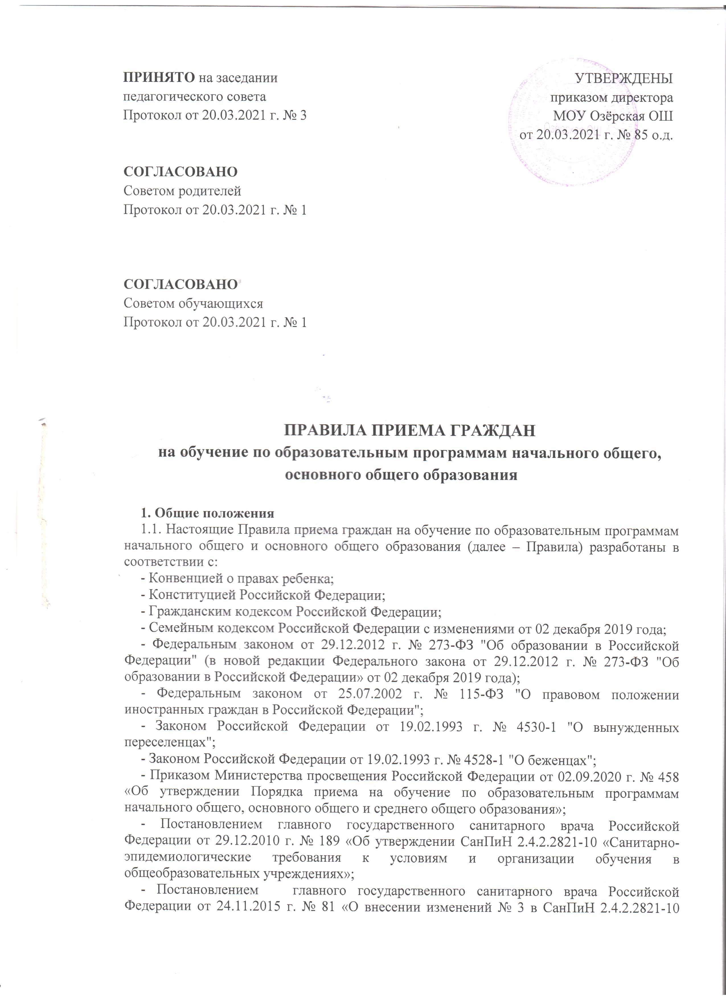 ПРИНЯТО на заседании
педагогического совета
Протокол от 20.03.2021 г. № 3
УТВЕРЖДЕНЫ
приказом директора
МОУ Озёрская ОШ
от 20.03.2021 г. № 85 о.д.
СОГЛАСОВАНО
Советом родителей
Протокол от 20.03.2021 г. № 1
СОГЛАСОВАНО
Советом обучающихся
Протокол от 20.03.2021 г. № 1
ПРАВИЛА ПРИЕМА ГРАЖДАН
на обучение по образовательным программам начального общего,
основного общего образования
1. Общие положения
1.1. Настоящие Правила приема граждан на обучение по образовательным программам
начального общего и основного общего образования (далее – Правила) разработаны в
соответствии с:
- Конвенцией о правах ребенка;
- Конституцией Российской Федерации;
- Гражданским кодексом Российской Федерации;
- Семейным кодексом Российской Федерации с изменениями от 02 декабря 2019 года;
- Федеральным законом от 29.12.2012 г. № 273-ФЗ "Об образовании в Российской
Федерации" (в новой редакции Федерального закона от 29.12.2012 г. № 273-ФЗ "Об
образовании в Российской Федерации» от 02 декабря 2019 года);
- Федеральным законом от 25.07.2002 г. № 115-ФЗ "О правовом положении
иностранных граждан в Российской Федерации";
- Законом Российской Федерации от 19.02.1993 г. № 4530-1 "О вынужденных
переселенцах";
- Законом Российской Федерации от 19.02.1993 г. № 4528-1 "О беженцах";
- Приказом Министерства просвещения Российской Федерации от 02.09.2020 г. № 458
«Об утверждении Порядка приема на обучение по образовательным программам
начального общего, основного общего и среднего общего образования»;
- Постановлением главного государственного санитарного врача Российской
Федерации от 29.12.2010 г. № 189 «Об утверждении СанПиН 2.4.2.2821-10 «Санитарно-
эпидемиологические требования к условиям и организации обучения в
общеобразовательных учреждениях»;
- Постановлением главного государственного санитарного врача Российской
Федерации от 24.11.2015 г. № 81 «О внесении изменений № 3 в СанПиН 2.4.2.2821-10